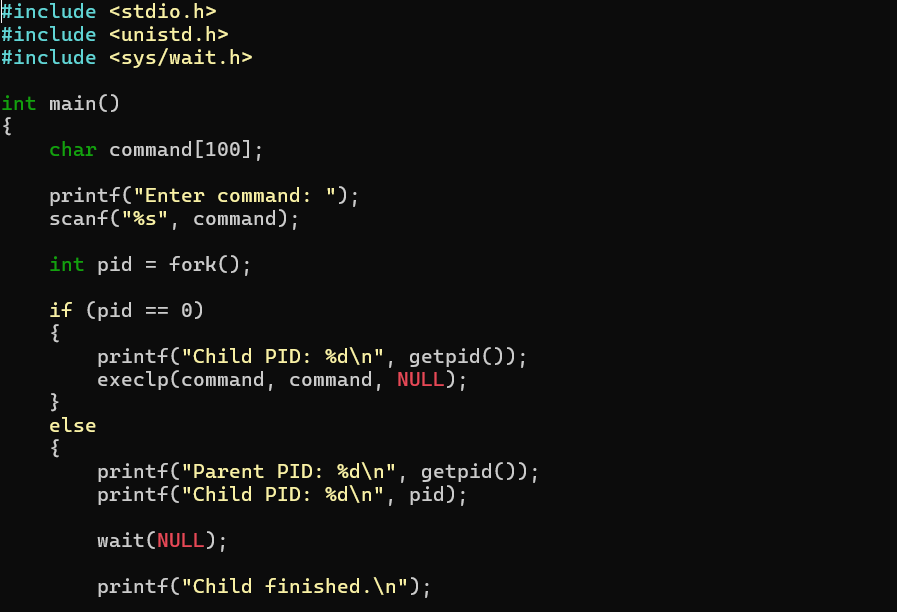 #include <stdio.h>
#include <unistd.h>
#include <sys/wait.h>

int main()
{
    char command[100];

    printf("Enter command: ");
    scanf("%s", command);

    int pid = fork();

    if (pid == 0)
    {
        printf("Child PID: %d\n", getpid());
        execlp(command, command, NULL);
    }
    else
    {
        printf("Parent PID: %d\n", getpid());
        printf("Child PID: %d\n", pid);

        wait(NULL);

        printf("Child finished.\n");